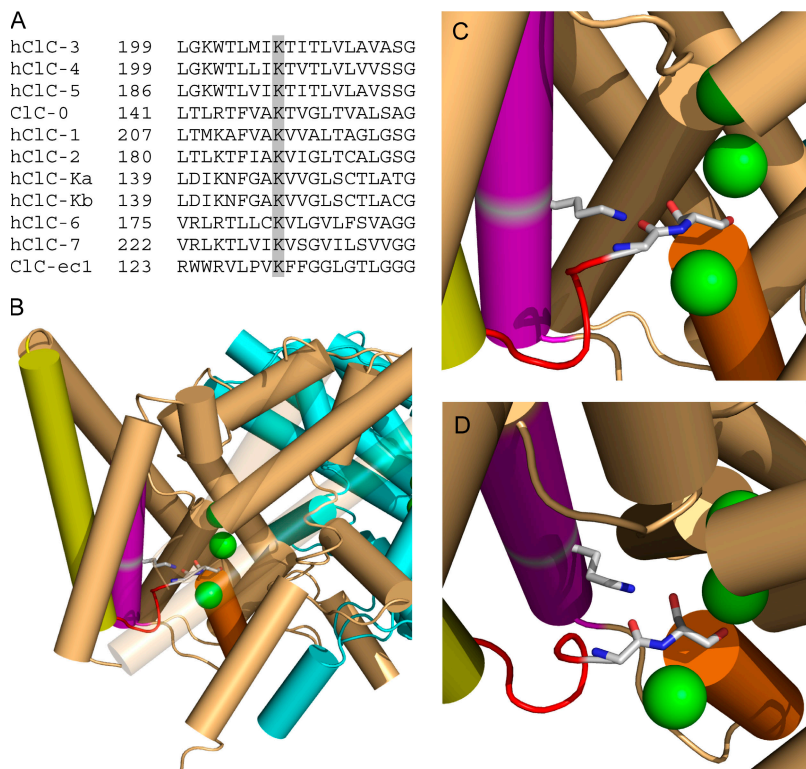 A
hClC-3 199 LGKWTLMIKTITLVLAVASG
hClC-4 199 LGKWTLLIKTVTLVLVVSSG
hClC-5 186 LGKWTLVIKTITLVLAVSSG
ClC-0 141 LTLRTFVAKTVGLTVALSAG
hClC-1 207 LTMKAFVAKVVALTAGLGSG
hClC-2 180 LTLKTFIAKVIGLTCALGSG
hClC-Ka 139 LDIKNFGAKVVGLSCTLATG
hClC-Kb 139 LDIKNFGAKVVGLSCTLACG
hClC-6 175 VRLRTLLCKVLGVLFSVAGG
hClC-7 222 VRLKTLVIKVSGVILSVVGG
ClC-ec1 123 RWWRVLPVKFFGGLGTLGGG
B
C
D